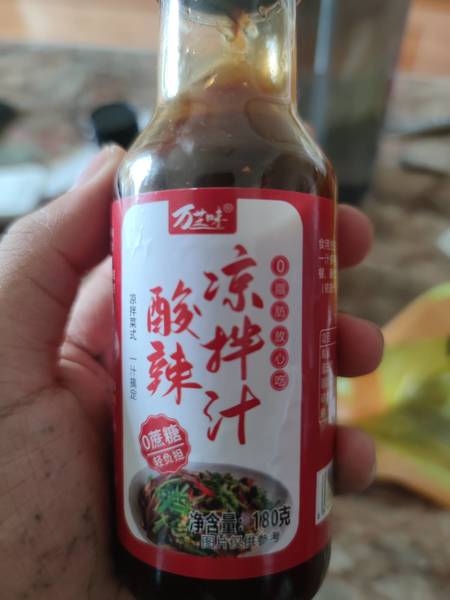 万世味®
凉拌汁
酸辣
0脂肪放心吃
凉拌菜式 一汁搞定
0蔗糖
轻负担
净含量：180克
图片仅供参考